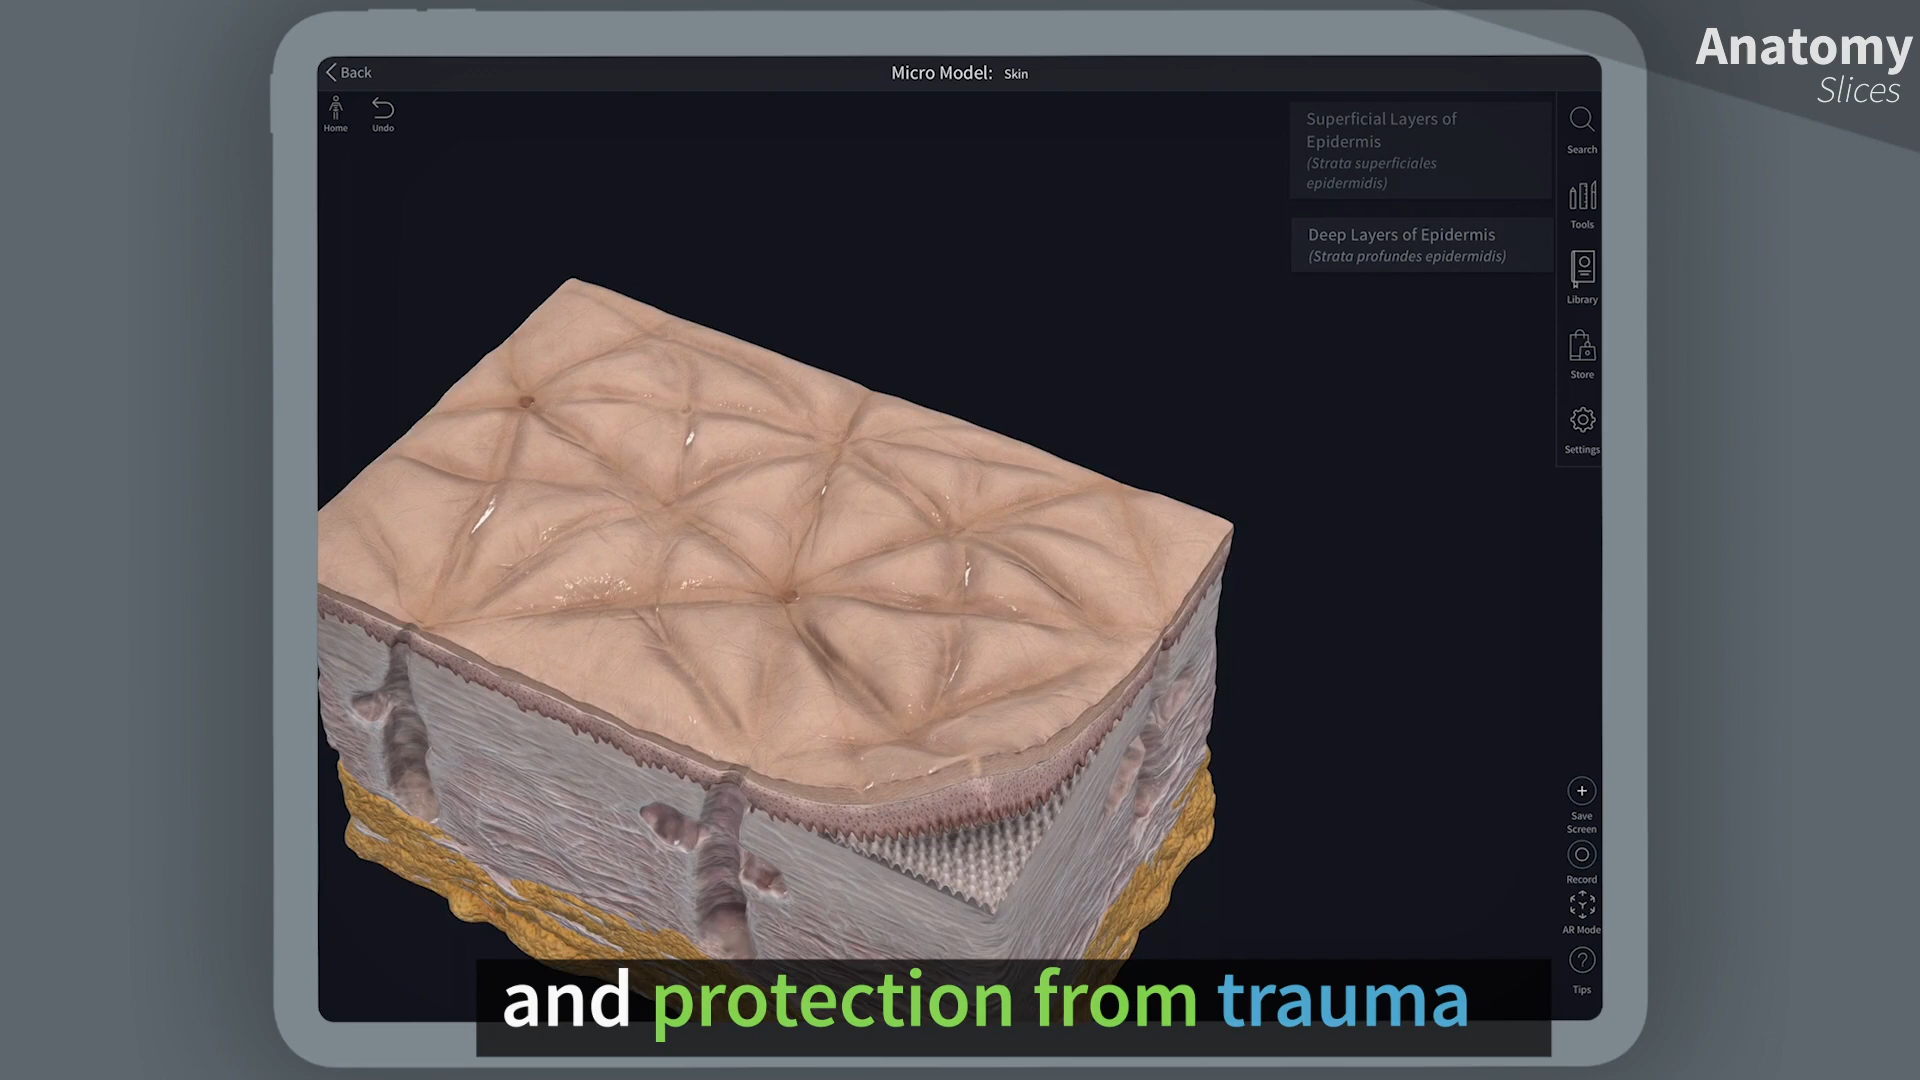 Anatomy
Slices
Back
Micro Model: Skin
Home
Undo
Superficial Layers of
Epidermis
(Strata superficiales
epidermidis)
Deep Layers of Epidermis
(Strata profundes epidermidis)
Search
Tools
Library
Store
Settings
Save
Screen
Record
AR Mode
Tips
and protection from trauma